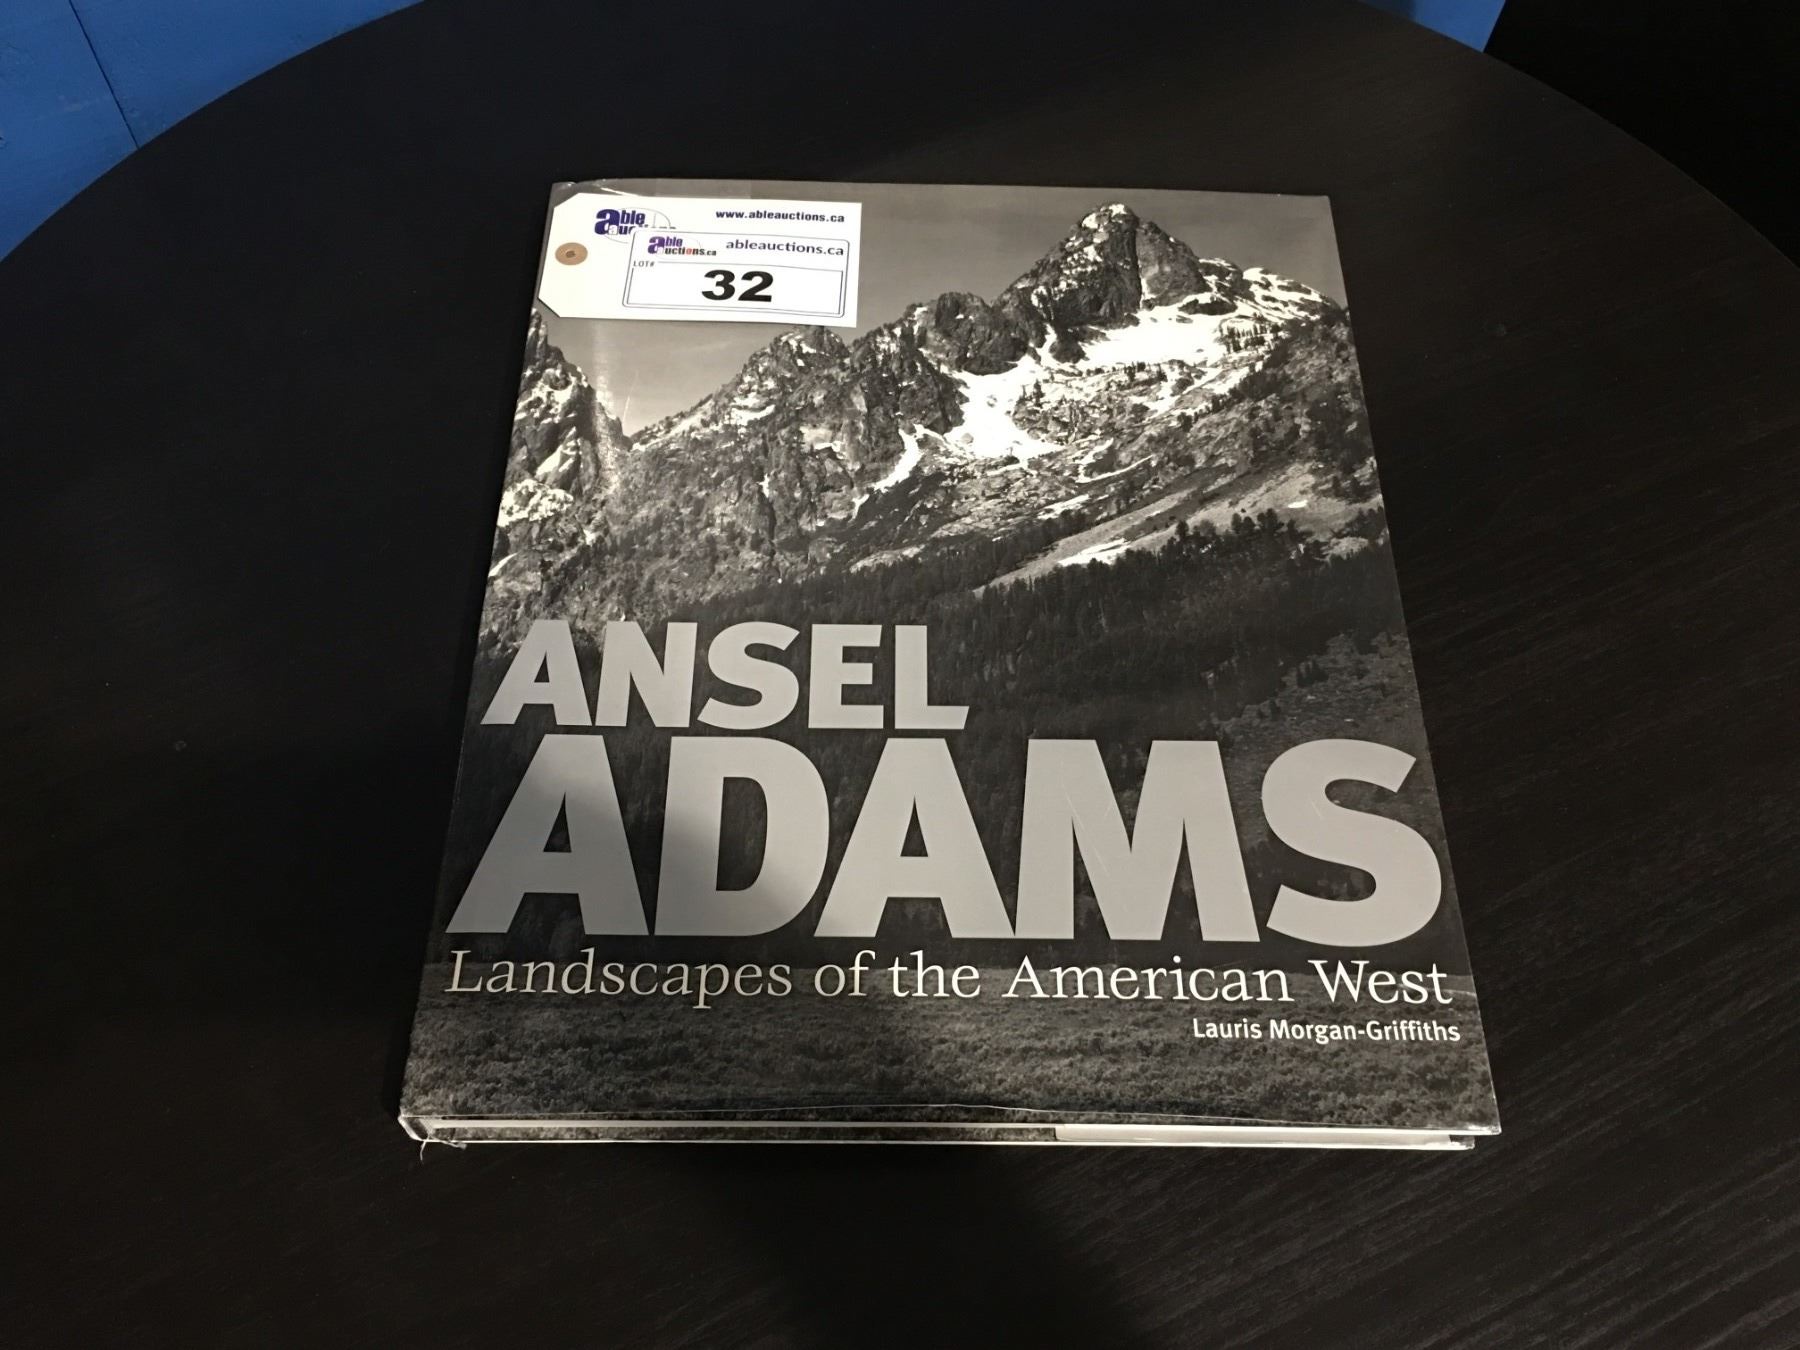 able www.ableauctions.ca
able ableauctions.ca
auctions.ca
LOT#
32
ANSEL
ADAMS
Landscapes of the American West
Lauris Morgan-Griffiths